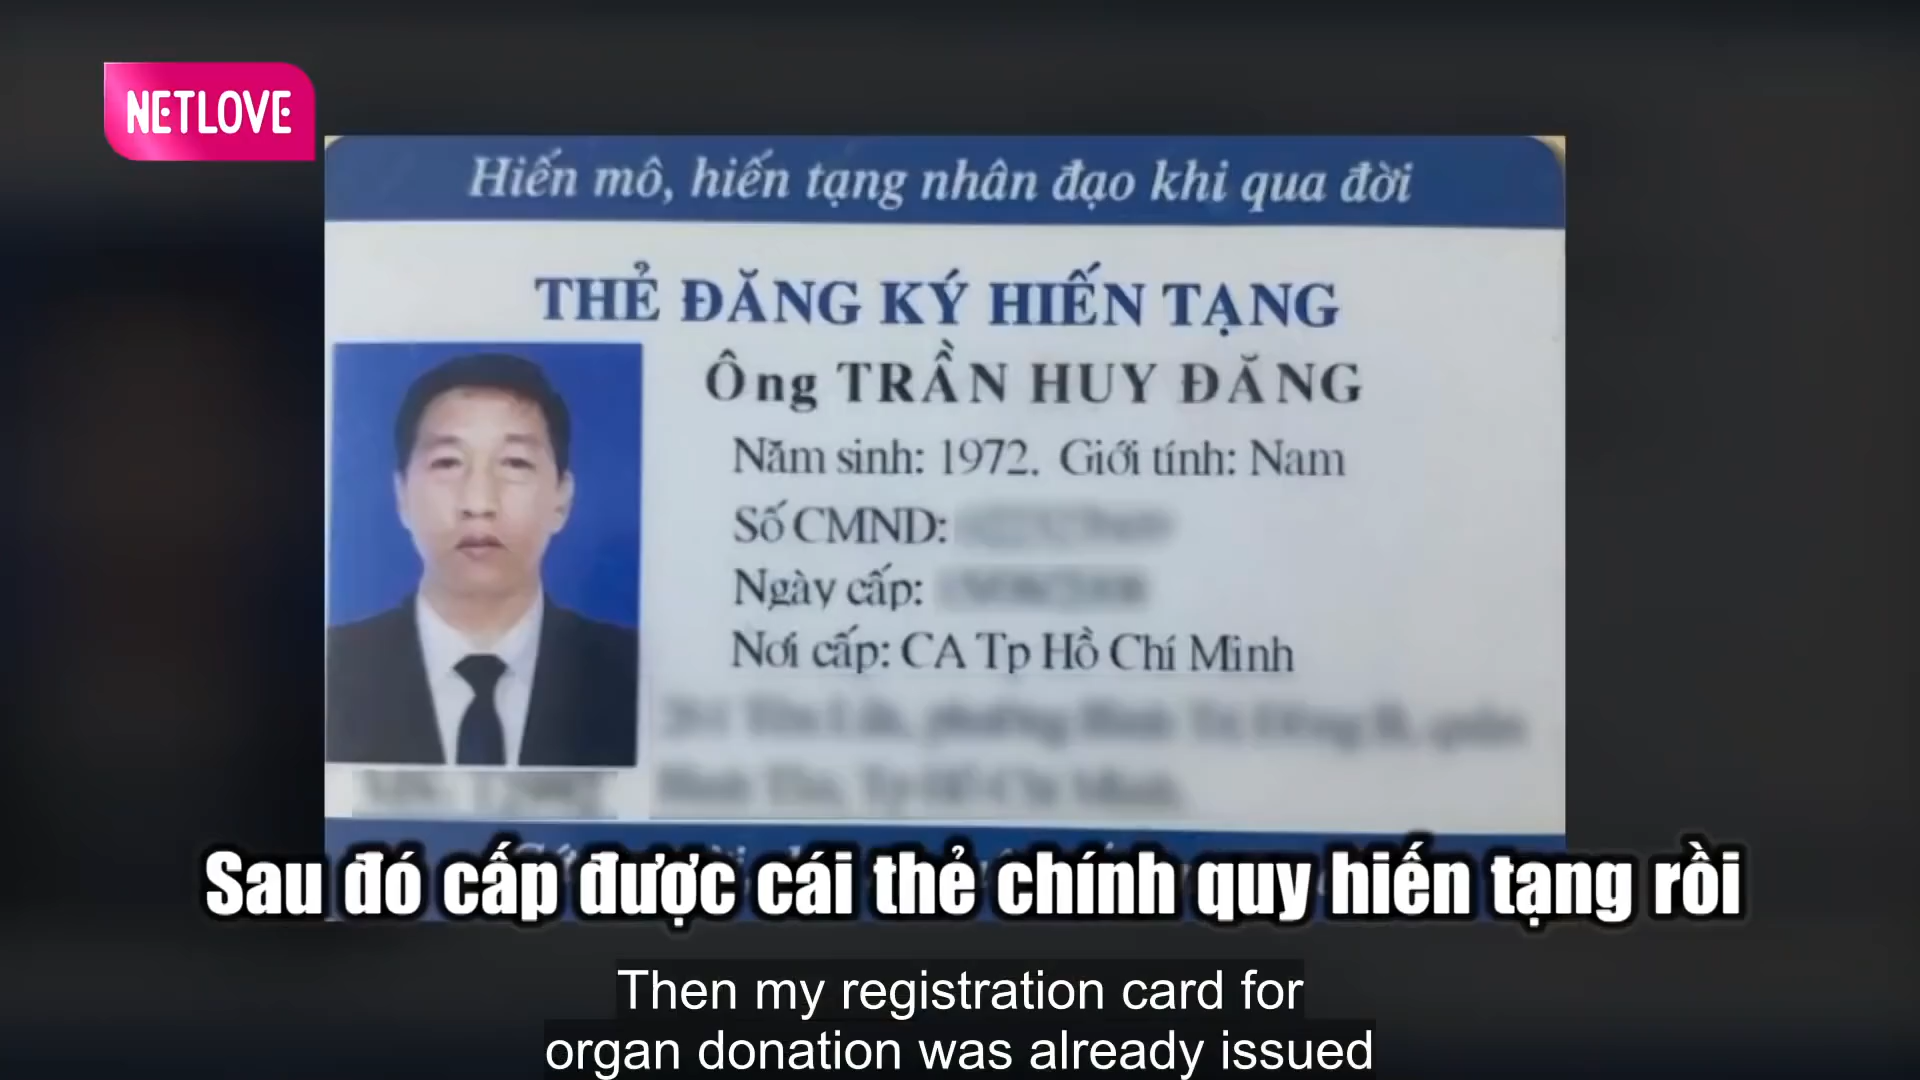 NETLOVE
Hiến mô, hiến tạng nhân đạo khi qua đời
THẺ ĐĂNG KÝ HIẾN TẠNG
Ông TRẦN HUY ĐĂNG
Năm sinh: 1972. Giới tính: Nam
Số CMND:
Ngày cấp:
Nơi cấp: CA Tp Hồ Chí Minh
Sau đó cấp được cái thẻ chính quy hiến tạng rồi
Then my registration card for
organ donation was already issued